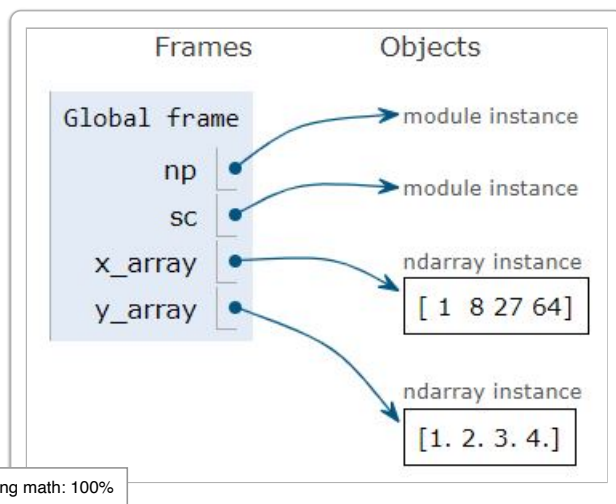 Frames Objects
Global frame
np
sc
x_array
y_array
module instance
module instance
ndarray instance
[ 1  8 27 64]
ndarray instance
[1. 2. 3. 4.]
ng math: 100%